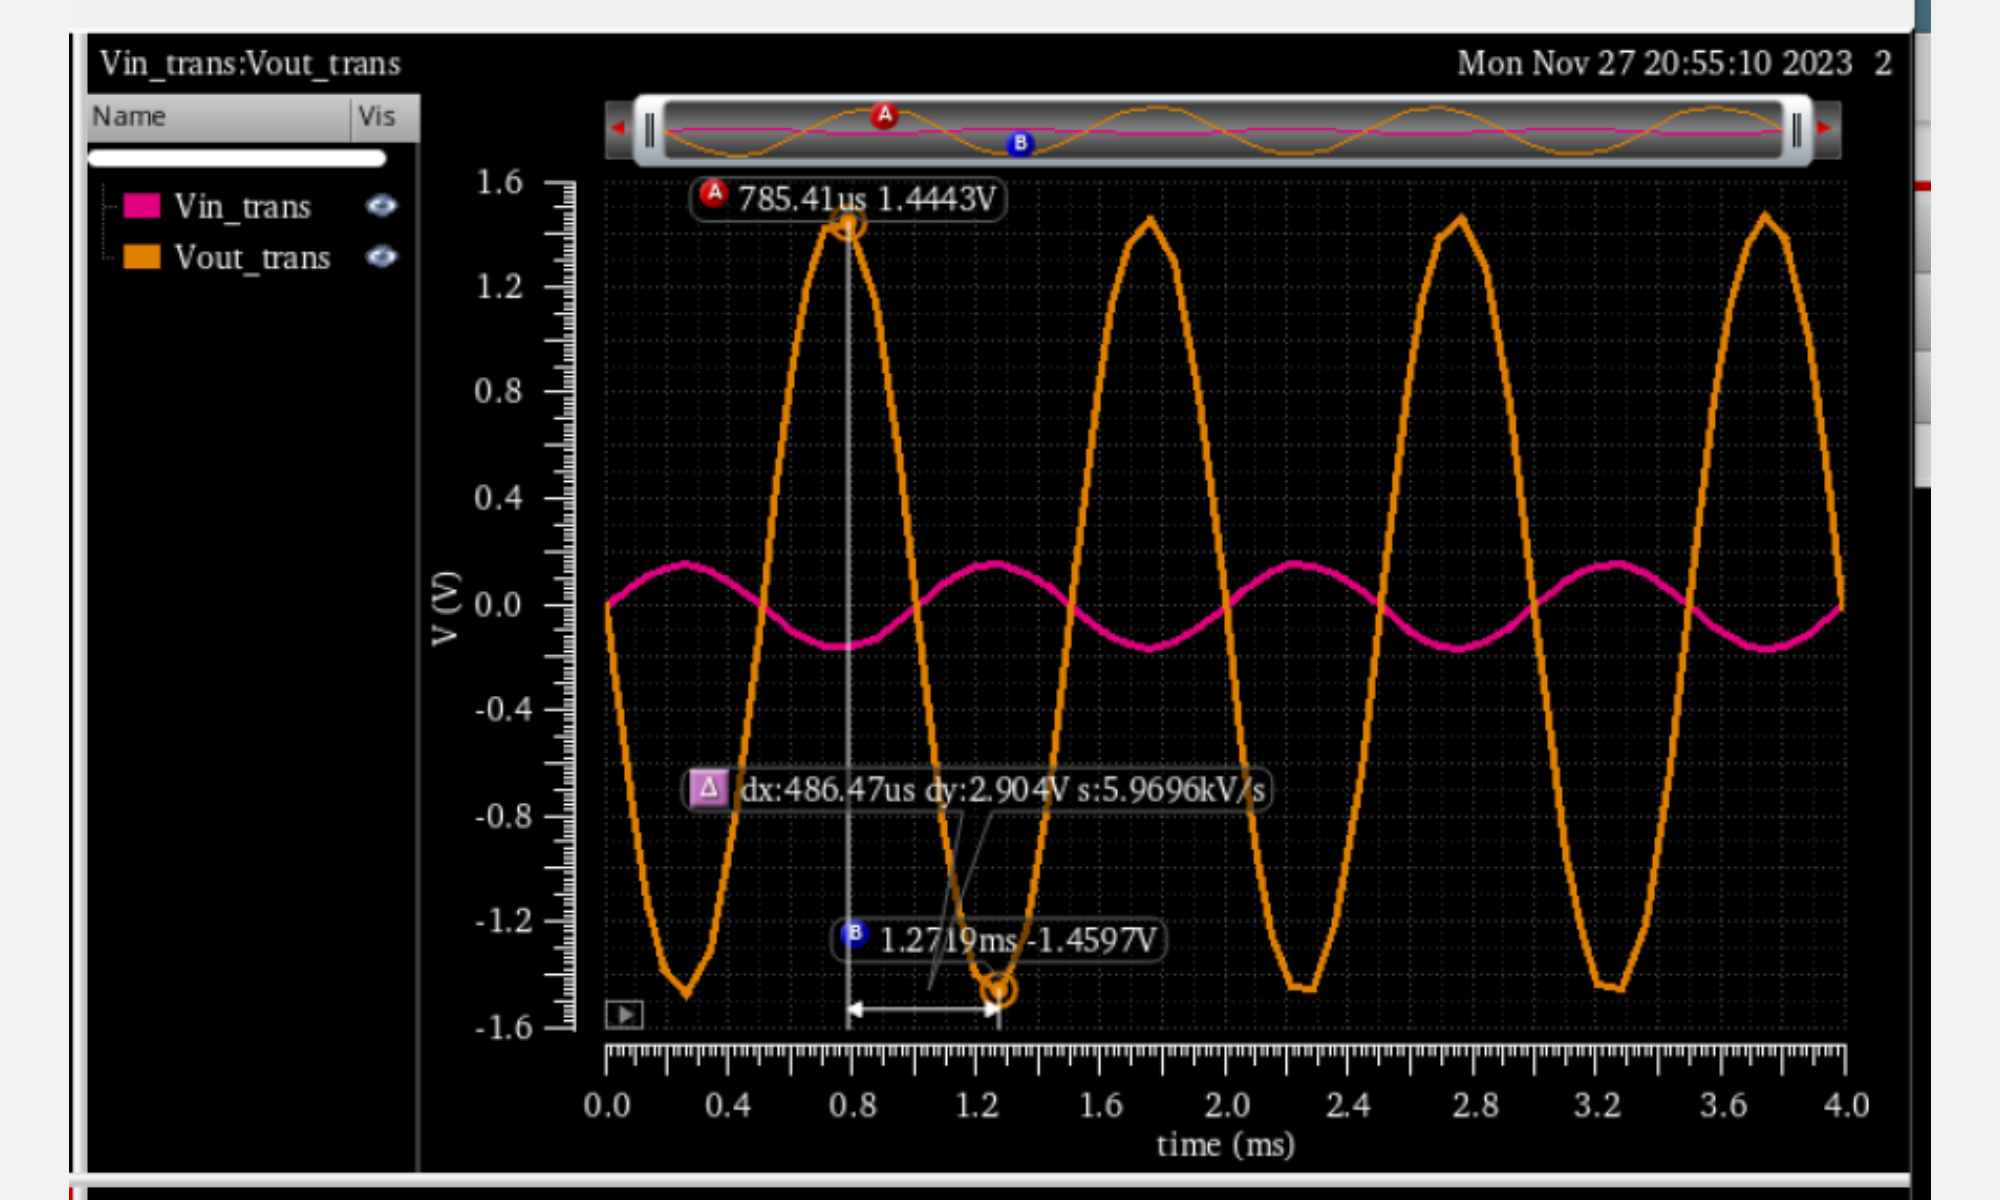 Vin_trans:Vout_trans
Mon Nov 27 20:55:10 2023 2
Name Vis
Vin_trans
Vout_trans
A
B
A 785.41us 1.4443V
1.6
1.2
0.8
0.4
0.0
-0.4
-0.8
-1.2
-1.6
V (V)
Δ dx:486.47us dy:2.904V s:5.9696kV/s
B 1.2719ms -1.4597V
0.0 0.4 0.8 1.2 1.6 2.0 2.4 2.8 3.2 3.6 4.0
time (ms)